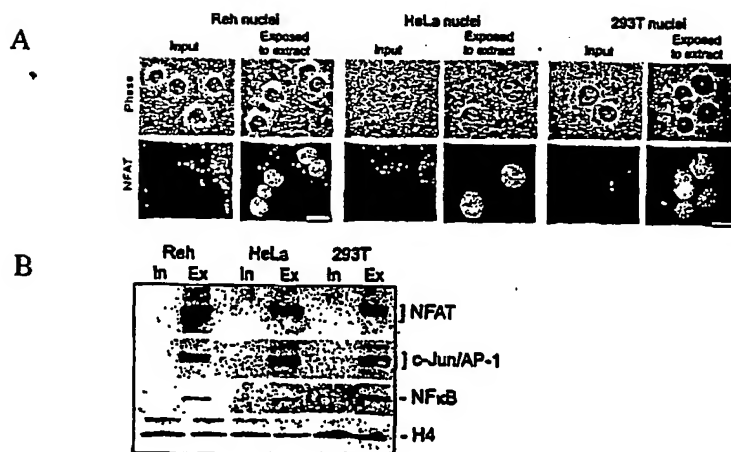 A
Reh nuclei HeLa nuclei 293T nuclei
Input Exposed to extract Input Exposed to extract Input Exposed to extract
Phase
NFAT
B
Reh HeLa 293T
In Ex In Ex In Ex
NFAT
c-Jun/AP-1
NFκB
H4